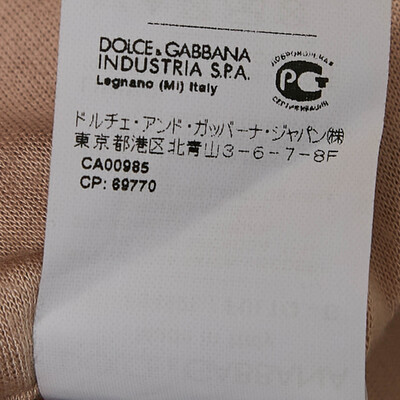 DOLCE & GABBANA
INDUSTRIA S.P.A.
Legnano (MI) Italy
PG
ドルチェ・アンド・ガッバーナ・ジャパン(株)
東京都港区北青山3-6-7-8F
CA00985
CP: 69770